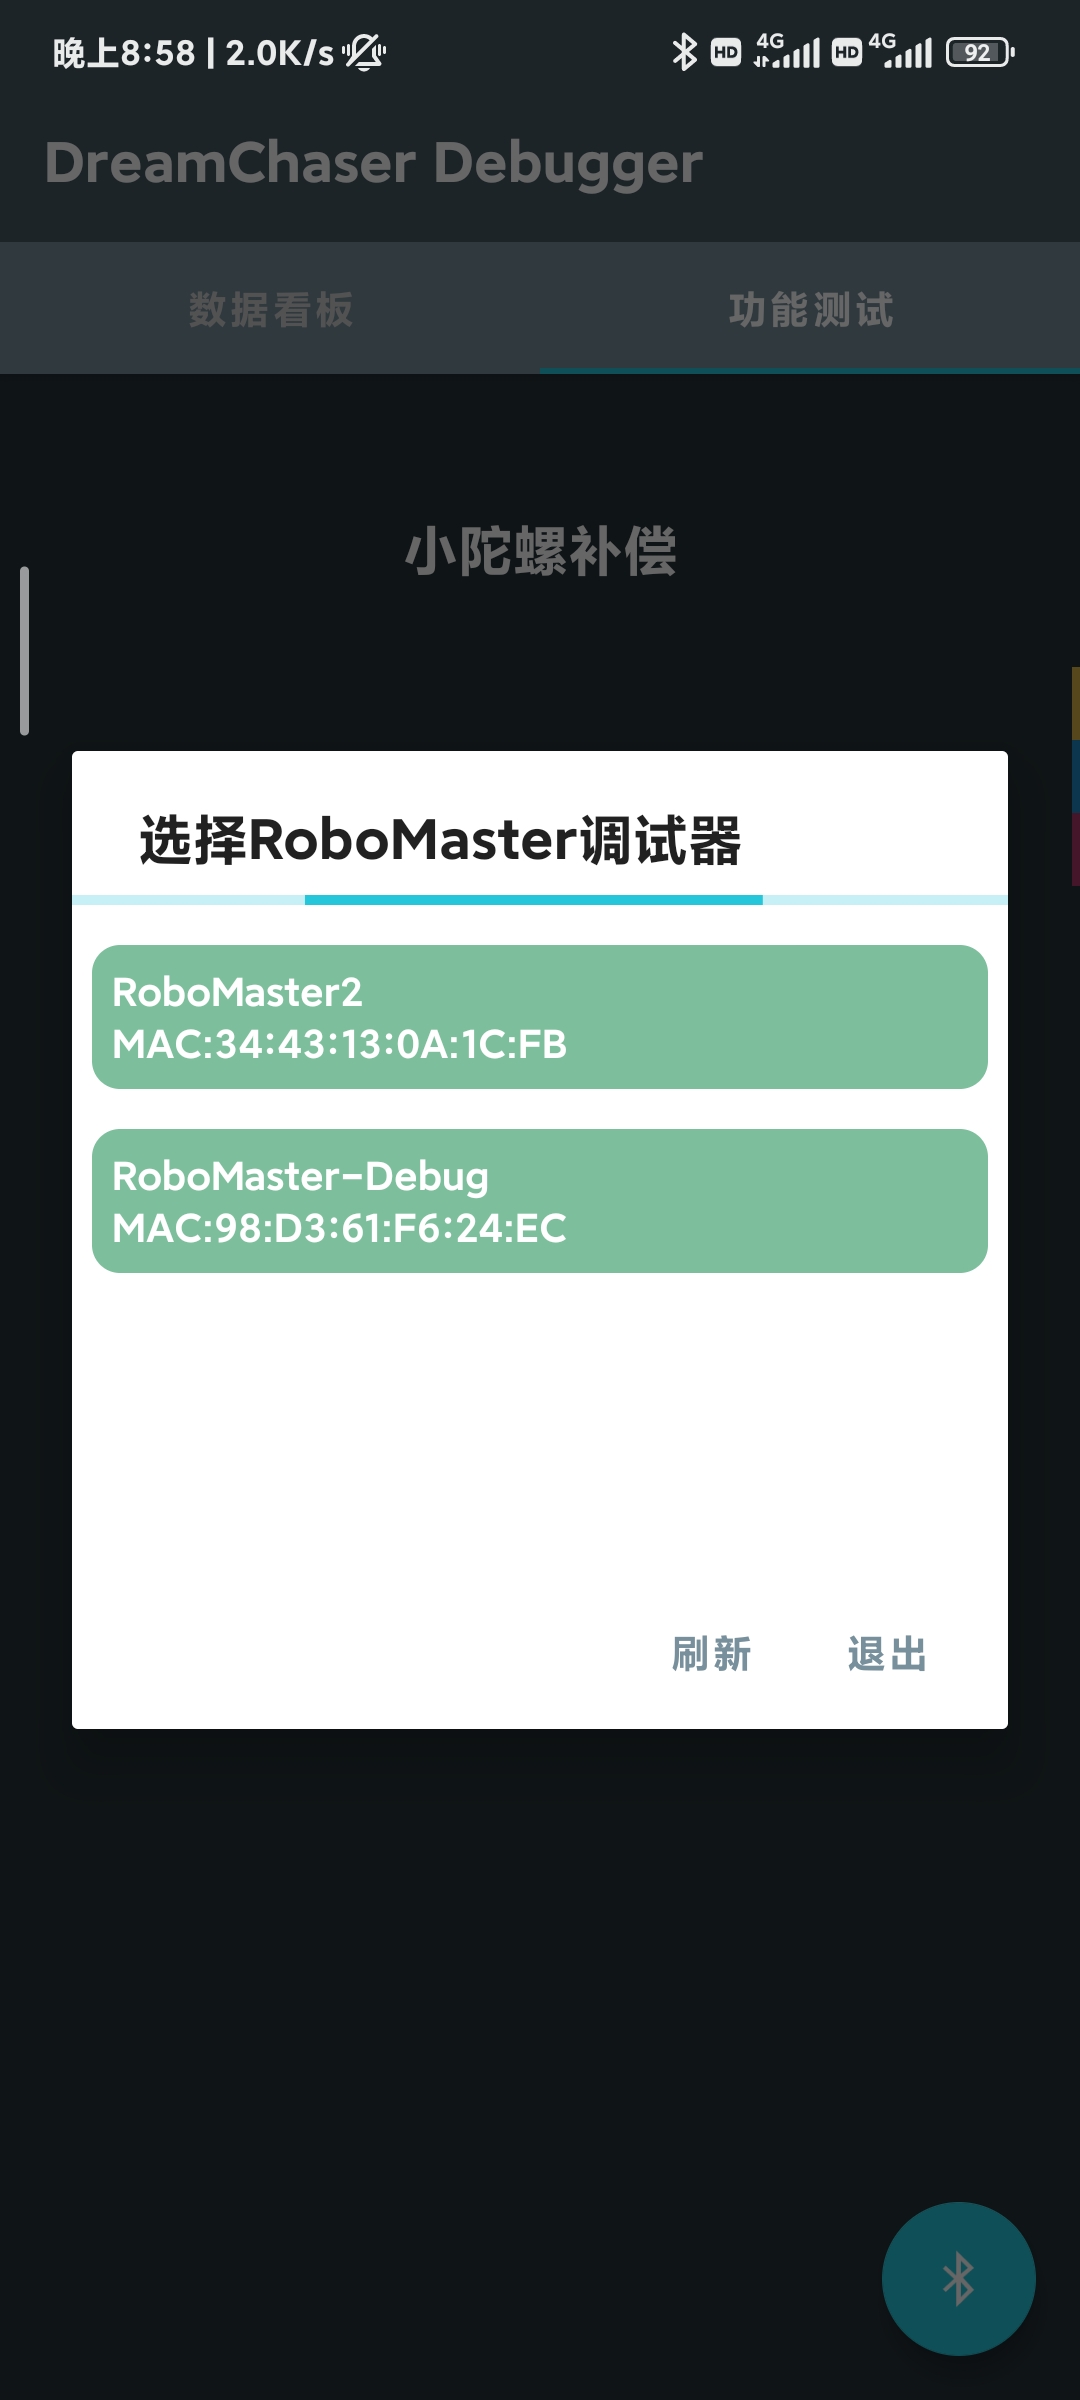 晚上8:58 | 2.0K/s HD 4G HD 4G 92
DreamChaser Debugger
数据看板 功能测试
小陀螺补偿
选择RoboMaster调试器
RoboMaster2
MAC:34:43:13:0A:1C:FB
RoboMaster-Debug
MAC:98:D3:61:F6:24:EC
刷新 退出